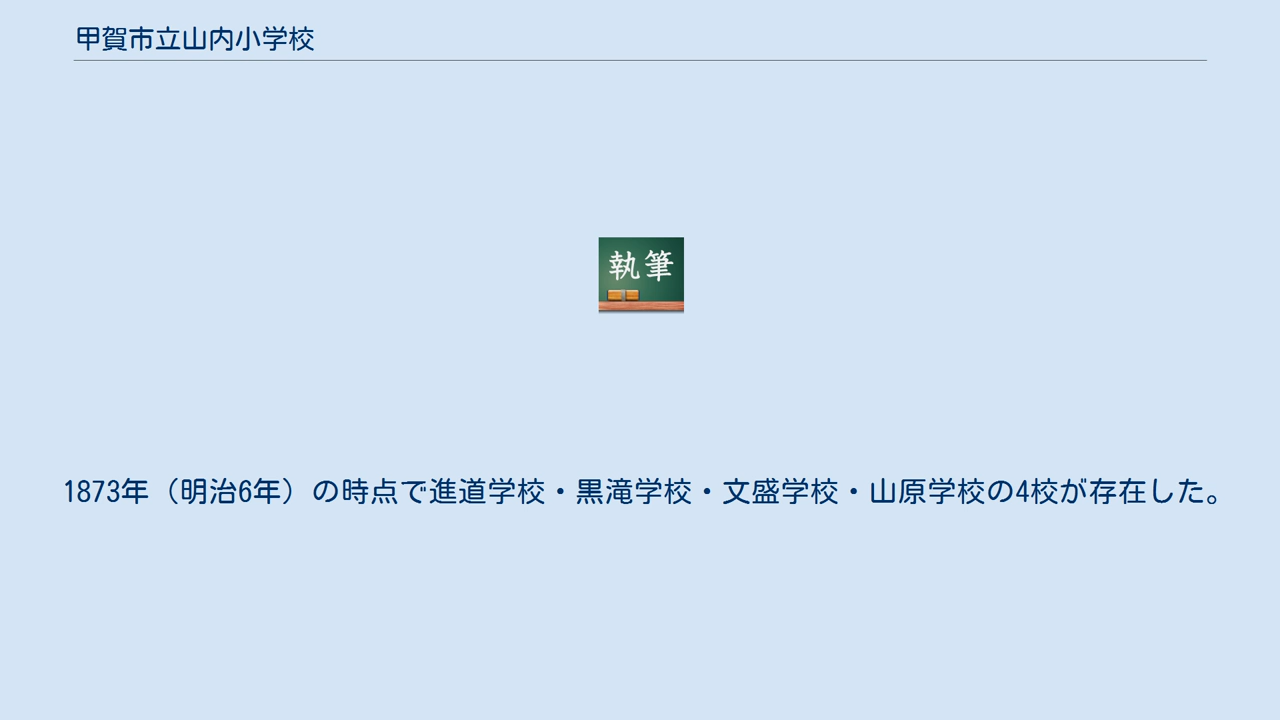 甲賀市立山内小学校
執筆
1873年（明治6年）の時点で進道学校・黒滝学校・文盛学校・山原学校の4校が存在した。